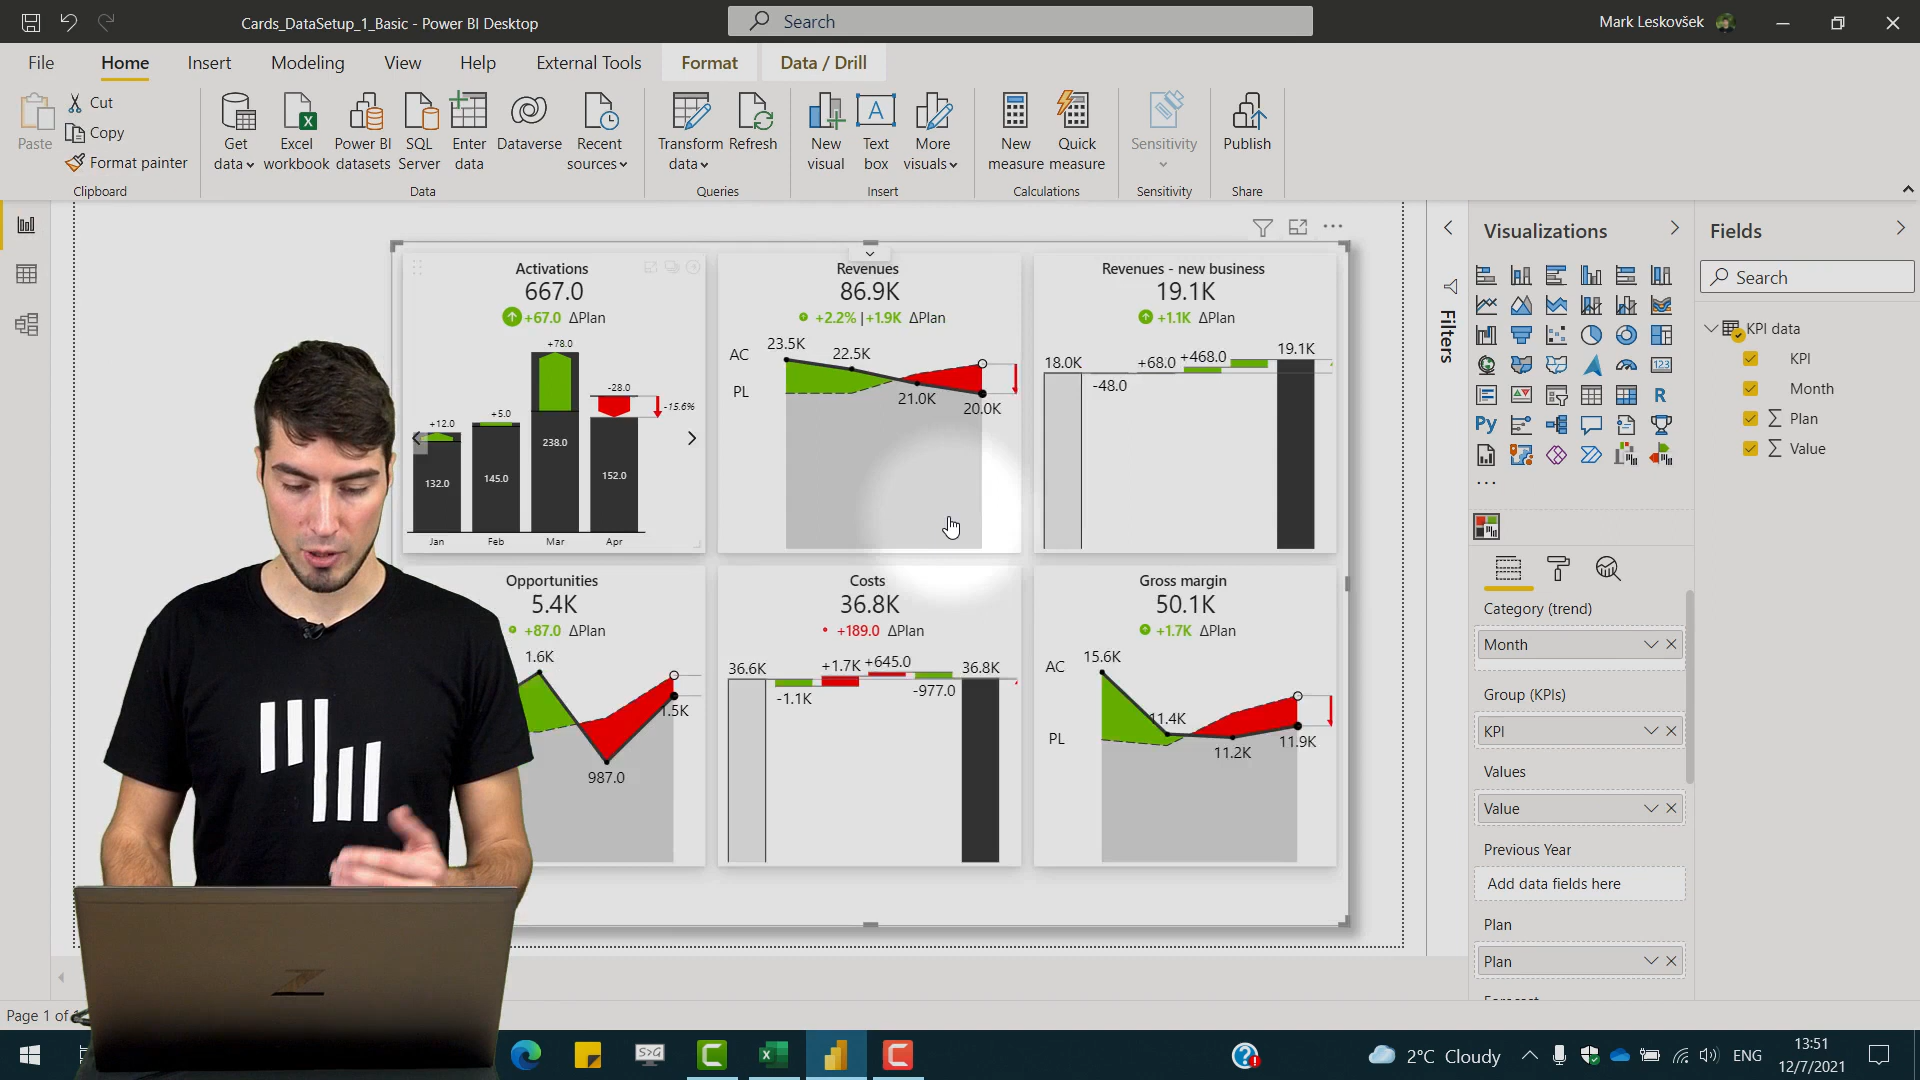 Cards_DataSetup_1_Basic - Power BI Desktop
Search
Mark Leskovšek
File Home Insert Modeling View Help External Tools Format Data / Drill
Paste
Cut
Copy
Format painter
Clipboard
Get data
Excel workbook
Power BI datasets
SQL Server
Enter data
Dataverse
Recent sources
Data
Transform data
Refresh
Queries
New visual
Text box
More visuals
Insert
New measure
Quick measure
Calculations
Sensitivity
Sensitivity
Publish
Share
Activations
667.0
+67.0 ΔPlan
+78.0
-28.0
-15.6%
+12.0
+5.0
132.0
145.0
238.0
152.0
Jan Feb Mar Apr
Revenues
86.9K
+2.2% | +1.9K ΔPlan
AC
PL
23.5K
22.5K
21.0K
20.0K
Revenues - new business
19.1K
+1.1K ΔPlan
18.0K
-48.0
+68.0
+468.0
19.1K
Opportunities
5.4K
+87.0 ΔPlan
1.6K
987.0
1.5K
Costs
36.8K
+189.0 ΔPlan
36.6K
-1.1K
+1.7K
+645.0
-977.0
36.8K
Gross margin
50.1K
+1.7K ΔPlan
AC
PL
15.6K
11.4K
11.2K
11.9K
Filters
Visualizations
Category (trend)
Month
Group (KPIs)
KPI
Values
Value
Previous Year
Add data fields here
Plan
Plan
Fields
Search
KPI data
KPI
Month
Plan
Value
Page 1 of
2°C Cloudy
ENG
13:51
12/7/2021